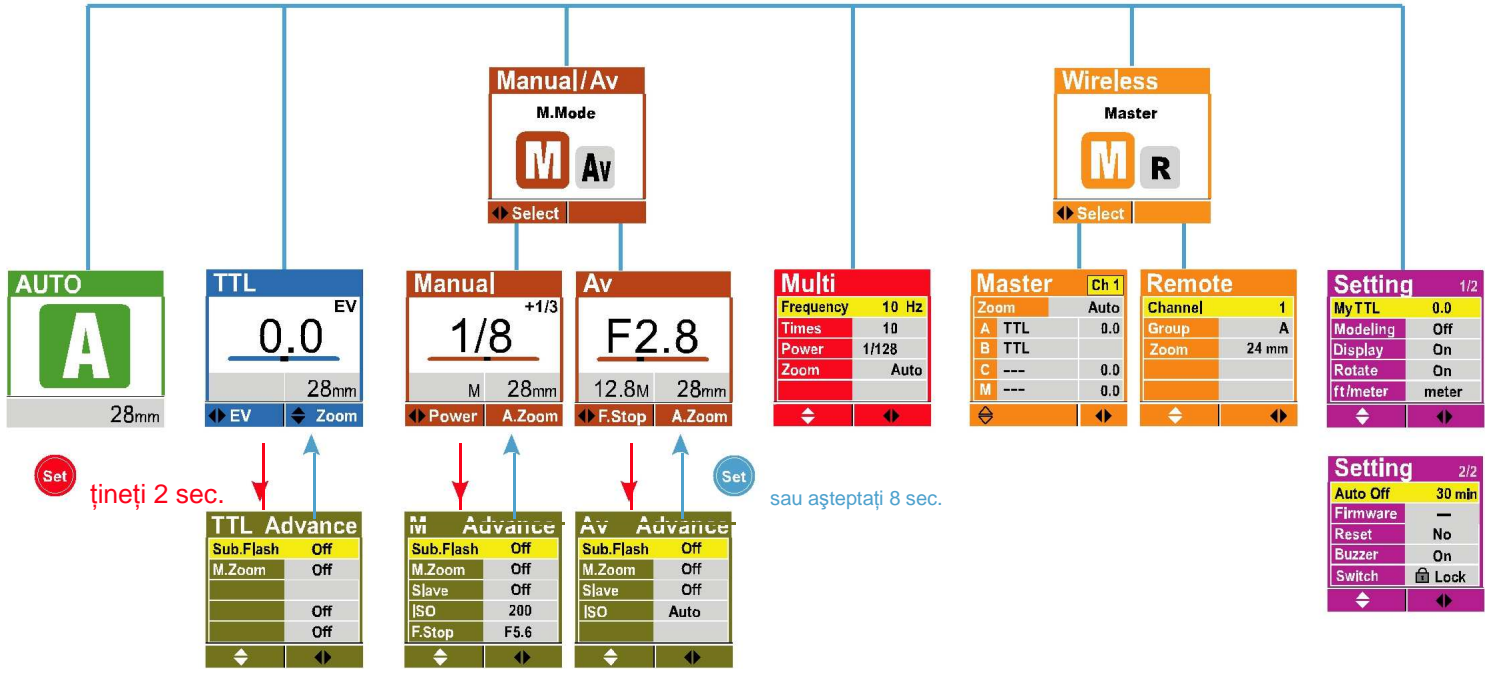 Manual/Av
M.Mode
M Av
Select
Wireless
Master
M R
Select
AUTO
A
28mm
TTL
EV
0.0
28mm
EV Zoom
Manual
+1/3
1/8
M 28mm
Power A.Zoom
Av
F2.8
12.8M 28mm
F.Stop A.Zoom
Multi
Frequency 10 Hz
Times 10
Power 1/128
Zoom Auto
Master Ch 1
Zoom Auto
A TTL 0.0
B TTL
C --- 0.0
M --- 0.0
Remote
Channel 1
Group A
Zoom 24 mm
Setting 1/2
My TTL 0.0
Modeling Off
Display On
Rotate On
ft/meter meter
Set
țineți 2 sec.
Set
sau aşteptați 8 sec.
TTL Advance
Sub.Flash Off
M.Zoom Off
Off
Off
M Advance
Sub.Flash Off
M.Zoom Off
Slave Off
ISO 200
F.Stop F5.6
Av Advance
Sub.Flash Off
M.Zoom Off
Slave Off
ISO Auto
Setting 2/2
Auto Off 30 min
Firmware —
Reset No
Buzzer On
Switch Lock